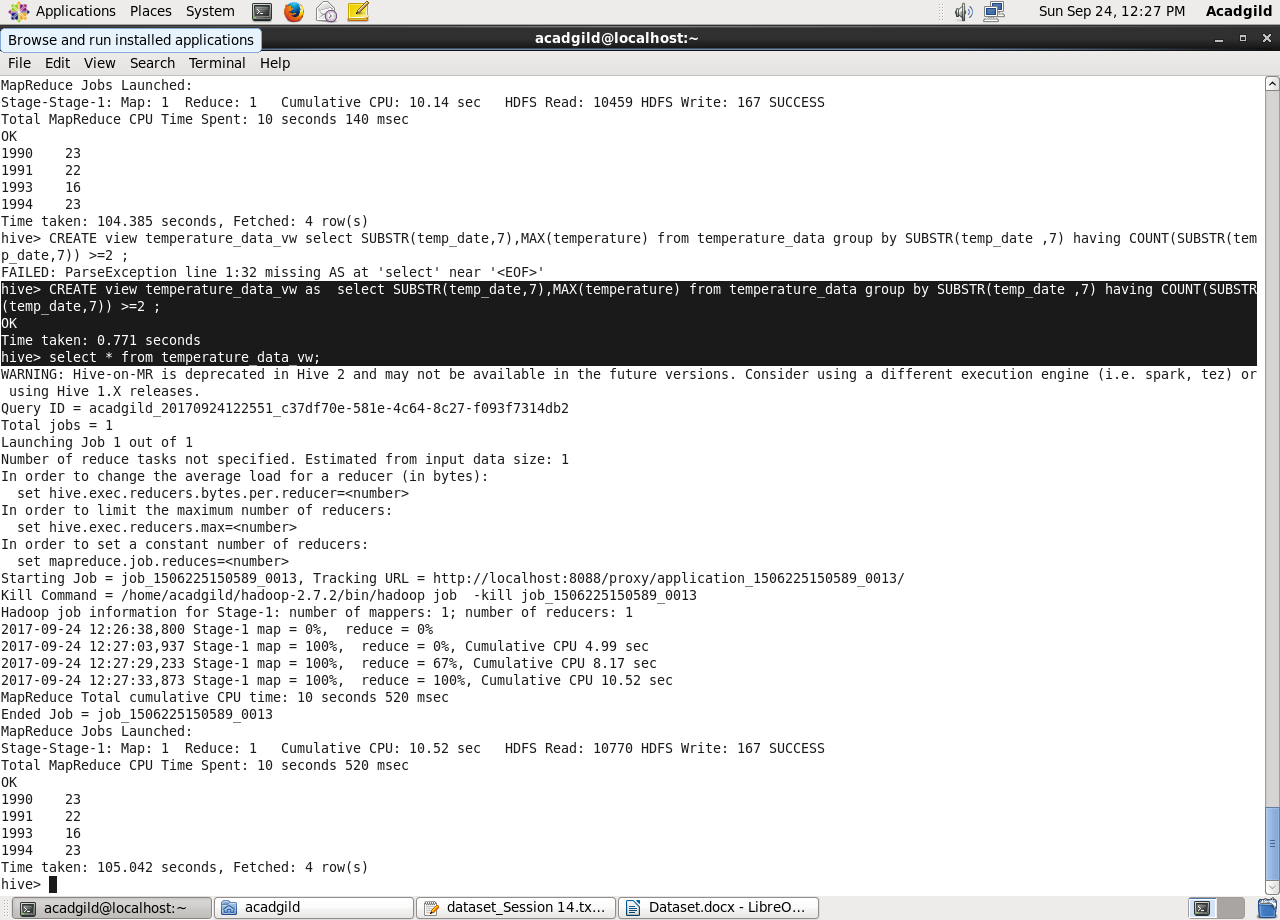 Applications Places System Sun Sep 24, 12:27 PM Acadgild
Browse and run installed applications acadgild@localhost:~
File Edit View Search Terminal Help
MapReduce Jobs Launched:
Stage-Stage-1: Map: 1  Reduce: 1   Cumulative CPU: 10.14 sec   HDFS Read: 10459 HDFS Write: 167 SUCCESS
Total MapReduce CPU Time Spent: 10 seconds 140 msec
OK
1990    23
1991    22
1993    16
1994    23
Time taken: 104.385 seconds, Fetched: 4 row(s)
hive> CREATE view temperature_data_vw select SUBSTR(temp_date,7),MAX(temperature) from temperature_data group by SUBSTR(temp_date ,7) having COUNT(SUBSTR(tem
p_date,7)) >=2 ;
FAILED: ParseException line 1:32 missing AS at 'select' near '<EOF>'
hive> CREATE view temperature_data_vw as  select SUBSTR(temp_date,7),MAX(temperature) from temperature_data group by SUBSTR(temp_date ,7) having COUNT(SUBSTR
(temp_date,7)) >=2 ;
OK
Time taken: 0.771 seconds
hive> select * from temperature_data_vw;
WARNING: Hive-on-MR is deprecated in Hive 2 and may not be available in the future versions. Consider using a different execution engine (i.e. spark, tez) or
 using Hive 1.X releases.
Query ID = acadgild_20170924122551_c37df70e-581e-4c64-8c27-f093f7314db2
Total jobs = 1
Launching Job 1 out of 1
Number of reduce tasks not specified. Estimated from input data size: 1
In order to change the average load for a reducer (in bytes):
  set hive.exec.reducers.bytes.per.reducer=<number>
In order to limit the maximum number of reducers:
  set hive.exec.reducers.max=<number>
In order to set a constant number of reducers:
  set mapreduce.job.reduces=<number>
Starting Job = job_1506225150589_0013, Tracking URL = http://localhost:8088/proxy/application_1506225150589_0013/
Kill Command = /home/acadgild/hadoop-2.7.2/bin/hadoop job  -kill job_1506225150589_0013
Hadoop job information for Stage-1: number of mappers: 1; number of reducers: 1
2017-09-24 12:26:38,800 Stage-1 map = 0%,  reduce = 0%
2017-09-24 12:27:03,937 Stage-1 map = 100%,  reduce = 0%, Cumulative CPU 4.99 sec
2017-09-24 12:27:29,233 Stage-1 map = 100%,  reduce = 67%, Cumulative CPU 8.17 sec
2017-09-24 12:27:33,873 Stage-1 map = 100%,  reduce = 100%, Cumulative CPU 10.52 sec
MapReduce Total cumulative CPU time: 10 seconds 520 msec
Ended Job = job_1506225150589_0013
MapReduce Jobs Launched:
Stage-Stage-1: Map: 1  Reduce: 1   Cumulative CPU: 10.52 sec   HDFS Read: 10770 HDFS Write: 167 SUCCESS
Total MapReduce CPU Time Spent: 10 seconds 520 msec
OK
1990    23
1991    22
1993    16
1994    23
Time taken: 105.042 seconds, Fetched: 4 row(s)
hive>
acadgild@localhost:~ acadgild dataset_Session 14.tx... Dataset.docx - LibreO...